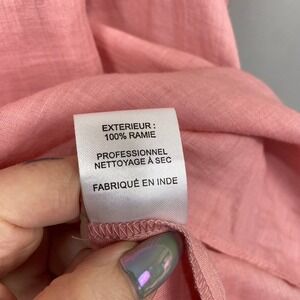 EXTERIEUR :
100% RAMIE
PROFESSIONNEL
NETTOYAGE À SEC
FABRIQUÉ EN INDE